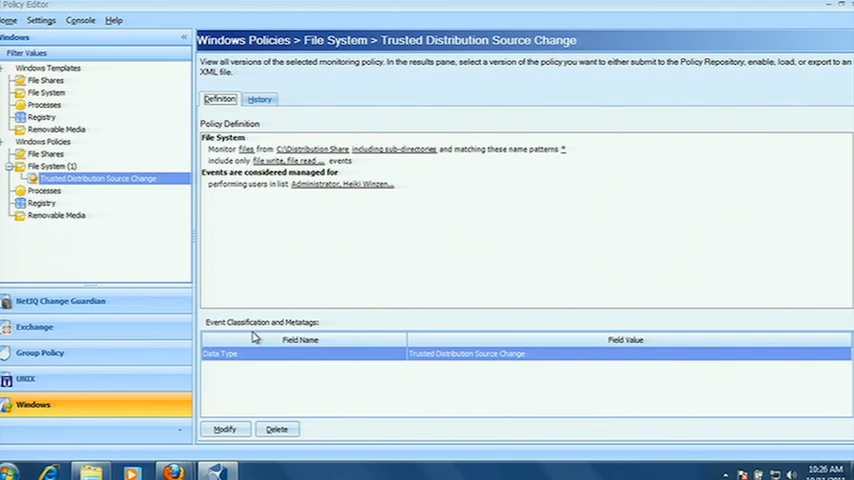 Policy Editor
ome Settings Console Help
Windows
Filter Values
Windows Templates
File Shares
File System
Processes
Registry
Removable Media
Windows Policies
File Shares
File System (1)
Trusted Distribution Source Change
Processes
Registry
Removable Media
NetIQ Change Guardian
Exchange
Group Policy
UNIX
Windows
Windows Policies > File System > Trusted Distribution Source Change
View all versions of the selected monitoring policy. In the results pane, select a version of the policy you want to either submit to the Policy Repository, enable, load, or export to an
XML file.
Definition History
Policy Definition
File System
Monitor files from C:\Distribution Share including sub-directories and matching these name patterns *
include only file write, file read ... events
Events are considered managed for
performing users in list Administrator, Heiki Winzen...
Event Classification and Metatags:
Field Name Field Value
Data Type Trusted Distribution Source Change
Modify Delete
10:26 AM